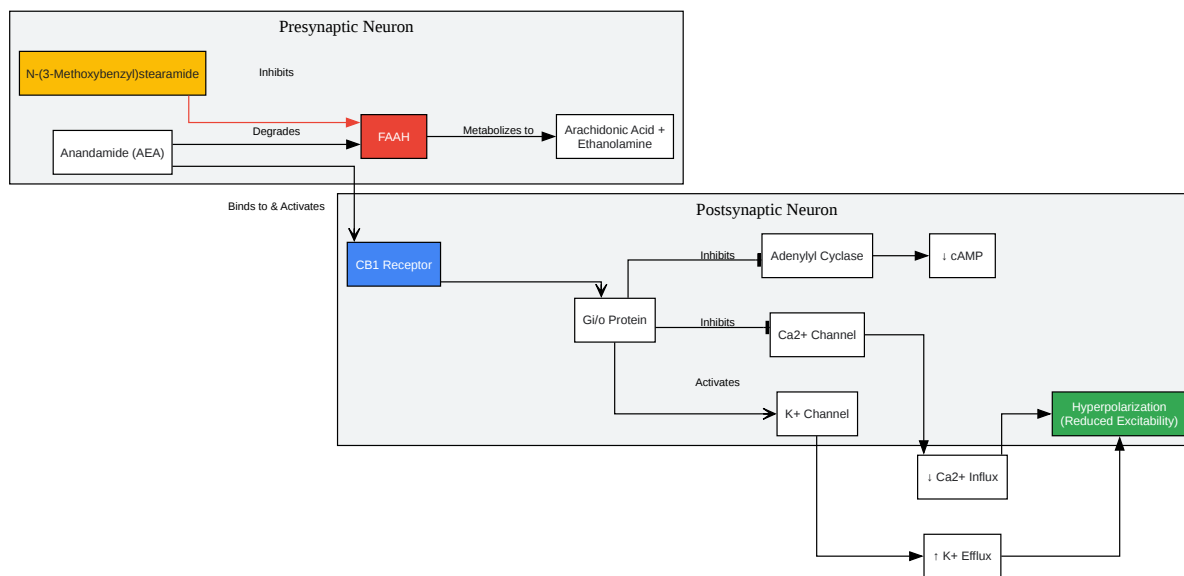 Presynaptic Neuron
N-(3-Methoxybenzyl)stearamide
Inhibits
Degrades
FAAH
Metabolizes to
Arachidonic Acid +
Ethanolamine
Anandamide (AEA)
Binds to & Activates
Postsynaptic Neuron
CB1 Receptor
Inhibits
Adenylyl Cyclase
↓ cAMP
Gi/o Protein
Inhibits
Ca2+ Channel
Activates
K+ Channel
Hyperpolarization
(Reduced Excitability)
↓ Ca2+ Influx
↑ K+ Efflux